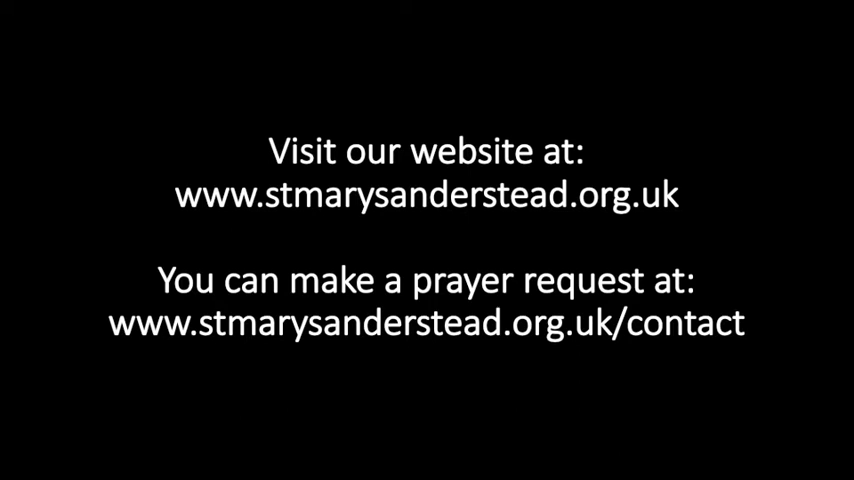 Visit our website at:
www.stmarysanderstead.org.uk
You can make a prayer request at:
www.stmarysanderstead.org.uk/contact